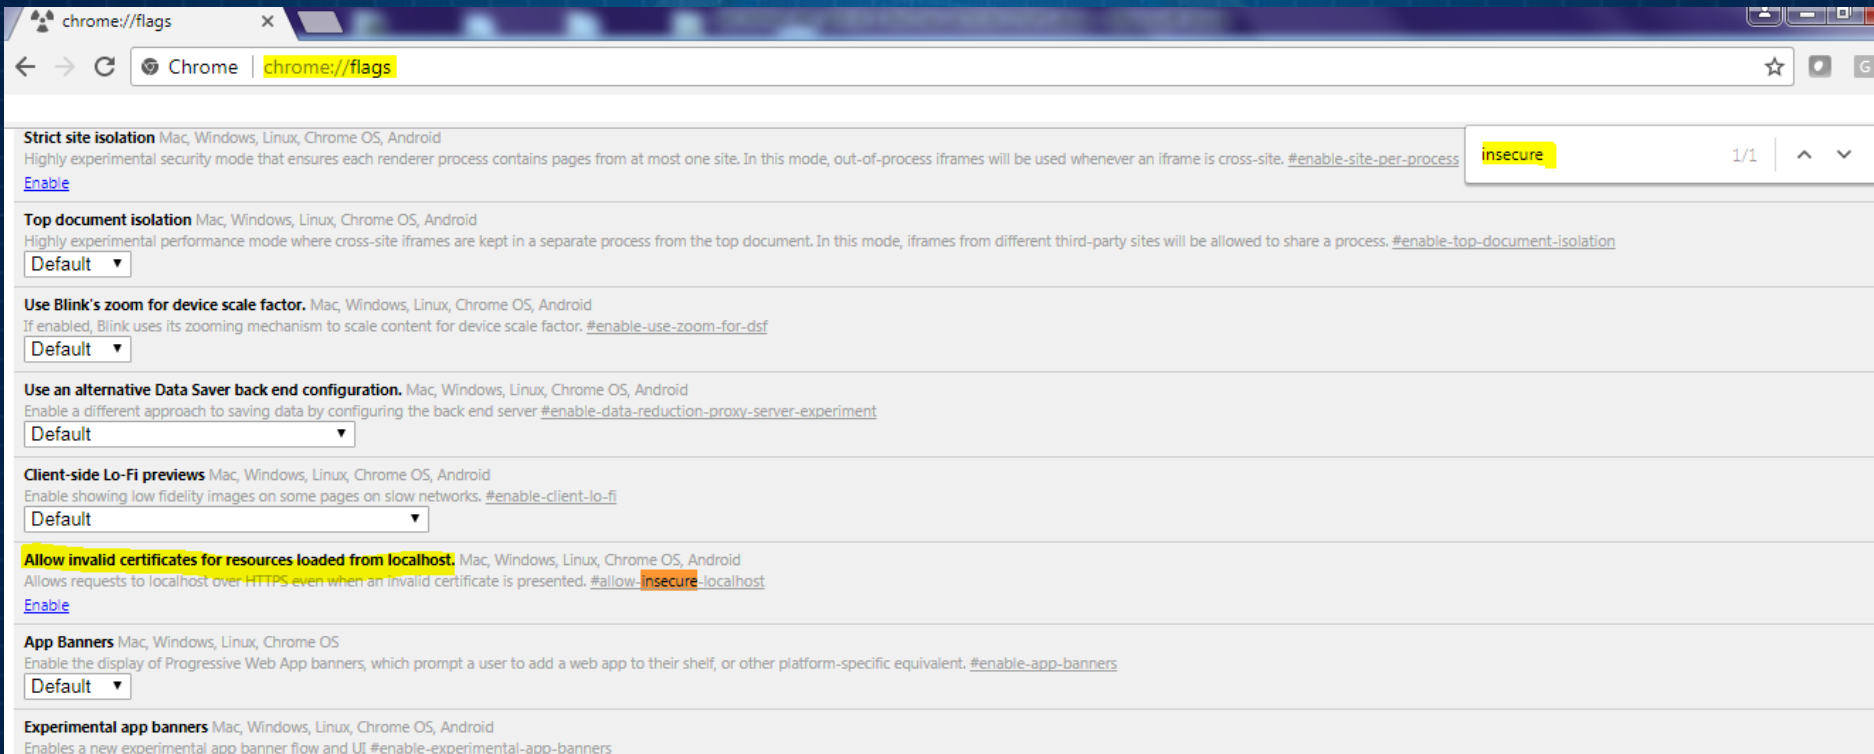 chrome://flags
Chrome | chrome://flags
G
insecure 1/1
Strict site isolation Mac, Windows, Linux, Chrome OS, Android
Highly experimental security mode that ensures each renderer process contains pages from at most one site. In this mode, out-of-process iframes will be used whenever an iframe is cross-site. #enable-site-per-process
Enable
Top document isolation Mac, Windows, Linux, Chrome OS, Android
Highly experimental performance mode where cross-site iframes are kept in a separate process from the top document. In this mode, iframes from different third-party sites will be allowed to share a process. #enable-top-document-isolation
Default
Use Blink's zoom for device scale factor. Mac, Windows, Linux, Chrome OS, Android
If enabled, Blink uses its zooming mechanism to scale content for device scale factor. #enable-use-zoom-for-dsf
Default
Use an alternative Data Saver back end configuration. Mac, Windows, Linux, Chrome OS, Android
Enable a different approach to saving data by configuring the back end server #enable-data-reduction-proxy-server-experiment
Default
Client-side Lo-Fi previews Mac, Windows, Linux, Chrome OS, Android
Enable showing low fidelity images on some pages on slow networks. #enable-client-lo-fi
Default
Allow invalid certificates for resources loaded from localhost. Mac, Windows, Linux, Chrome OS, Android
Allows requests to localhost over HTTPS even when an invalid certificate is presented. #allow-insecure-localhost
Enable
App Banners Mac, Windows, Linux, Chrome OS
Enable the display of Progressive Web App banners, which prompt a user to add a web app to their shelf, or other platform-specific equivalent. #enable-app-banners
Default
Experimental app banners Mac, Windows, Linux, Chrome OS, Android
Enables a new experimental app banner flow and UI #enable-experimental-app-banners